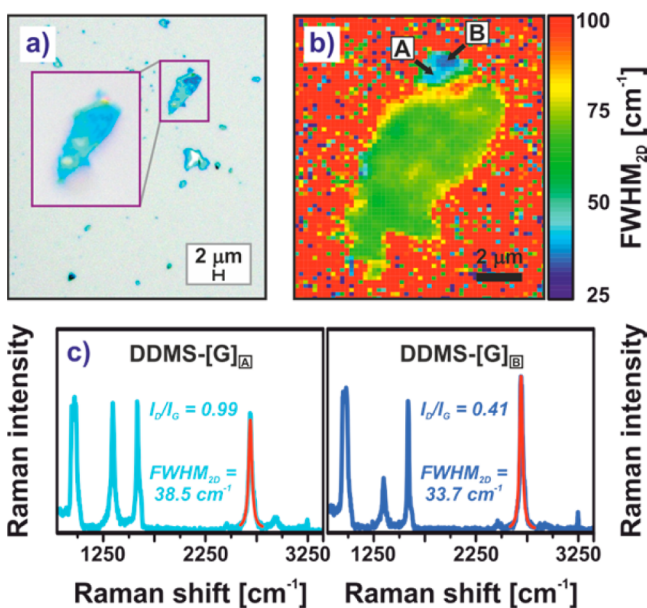 a)
2 μm
b)
A
B
2 μm
100
75
50
25
FWHM2D [cm-1]
c)
Raman intensity
DDMS-[G]A
ID/IG = 0.99
FWHM2D =
38.5 cm-1
1250
2250
3250
Raman shift [cm-1]
DDMS-[G]B
ID/IG = 0.41
FWHM2D =
33.7 cm-1
1250
2250
3250
Raman shift [cm-1]
Raman intensity